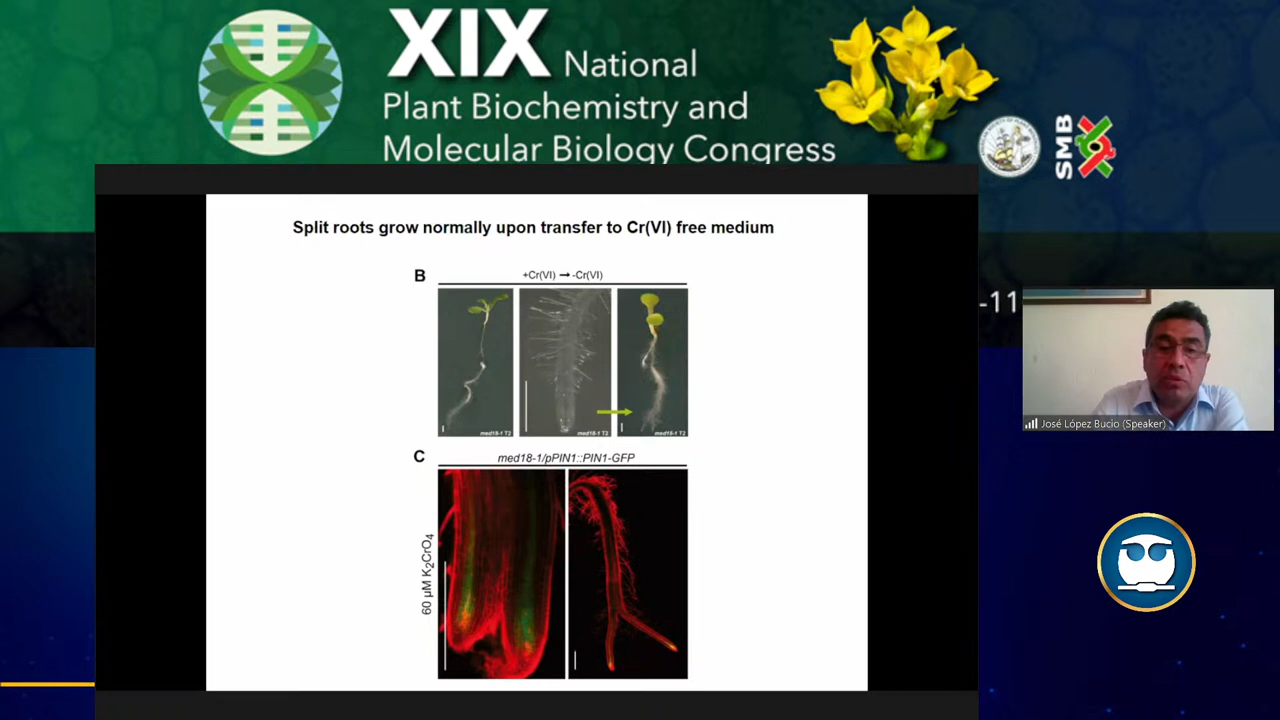 XIX National
Plant Biochemistry and
Molecular Biology Congress
SMB
-11
Split roots grow normally upon transfer to Cr(VI) free medium
B
+Cr(VI) ➞ -Cr(VI)
med18-1 T2
med18-1 T2
med18-1 T2
C
med18-1/pPIN1::PIN1-GFP
60 µM K₂CrO₄
José López Bucio (Speaker)